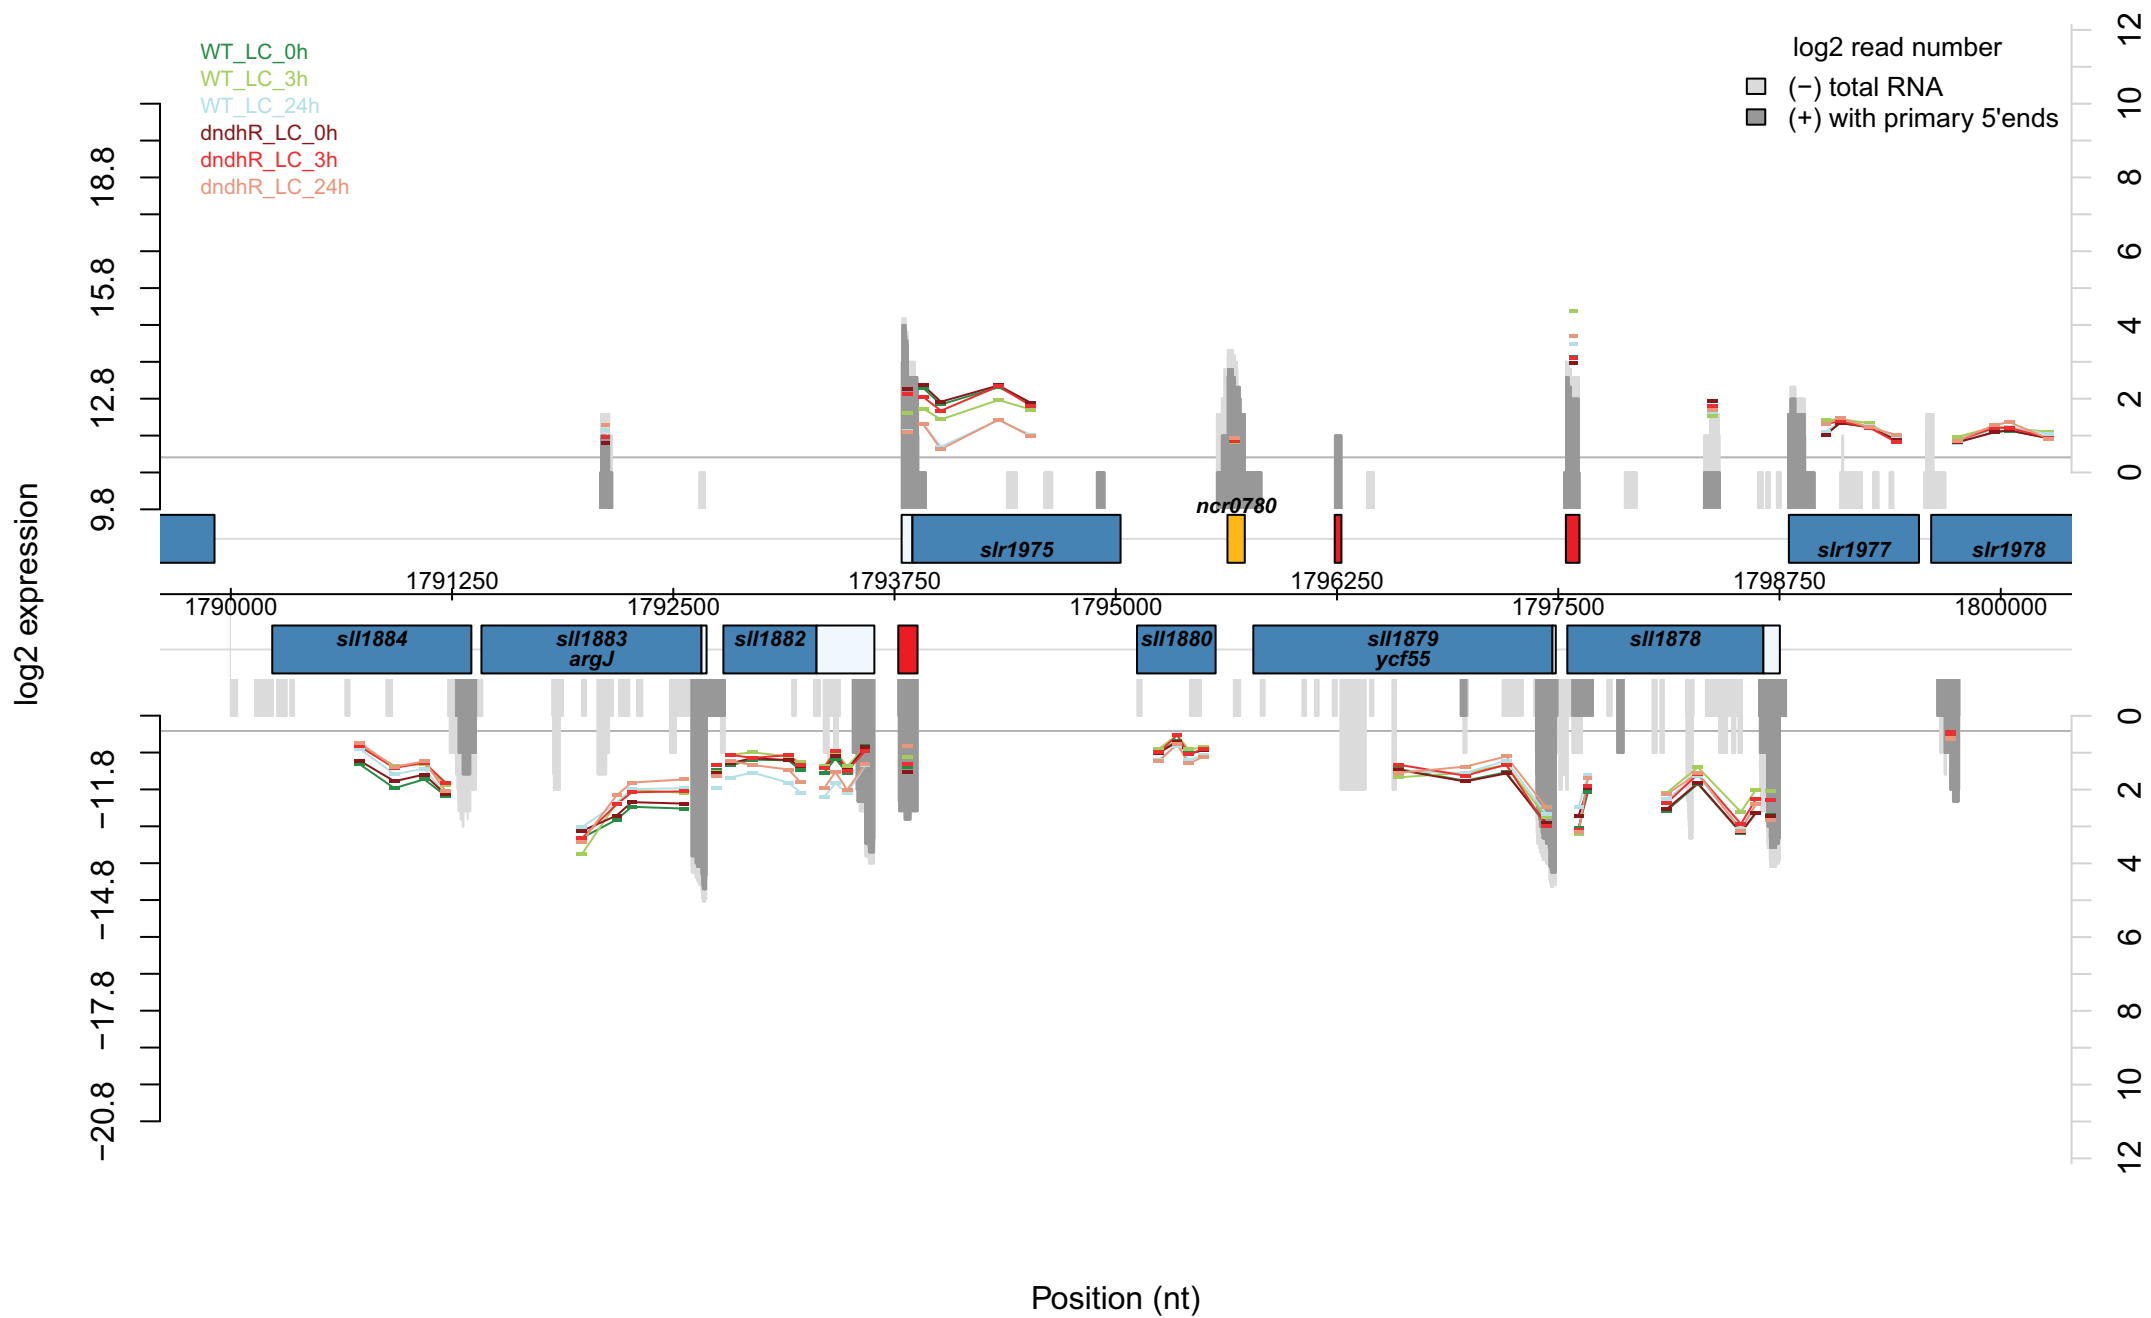 WT_LC_0h
WT_LC_3h
WT_LC_24h
dndhR_LC_0h
dndhR_LC_3h
dndhR_LC_24h
log2 read number
(−) total RNA
(+) with primary 5'ends
log2 expression
18.8
15.8
12.8
9.8
−11.8
−14.8
−17.8
−20.8
12
10
8
6
4
2
0
0
2
4
6
8
10
12
ncr0780
slr1975
slr1977
slr1978
1791250
1793750
1796250
1798750
1790000
1792500
1795000
1797500
1800000
sll1884
sll1883
argJ
sll1882
sll1880
sll1879
ycf55
sll1878
Position (nt)